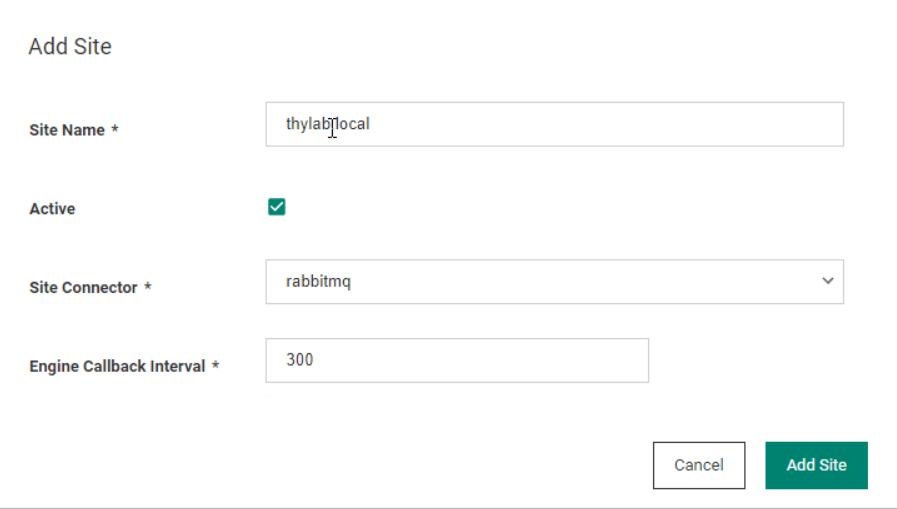 Add Site
Site Name *
thylab.local
Active
Site Connector *
rabbitmq
Engine Callback Interval *
300
Cancel
Add Site